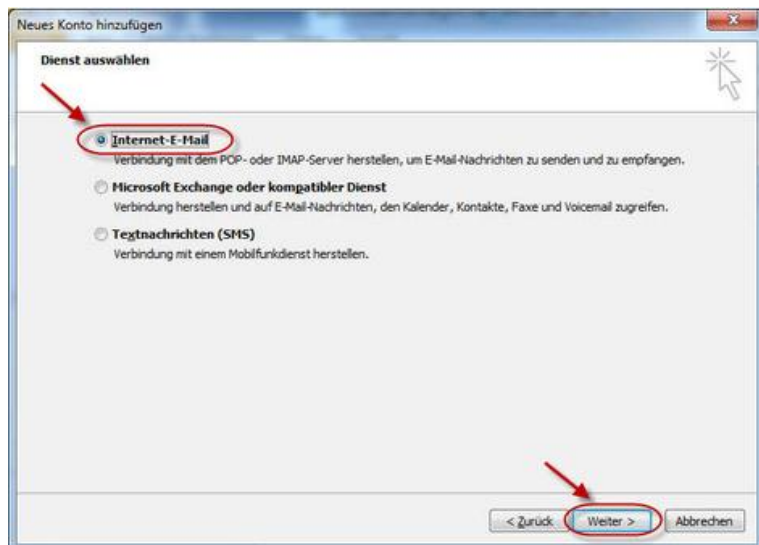 Neues Konto hinzufügen
Dienst auswählen
Internet-E-Mail
Verbindung mit dem POP- oder IMAP-Server herstellen, um E-Mail-Nachrichten zu senden und zu empfangen.
Microsoft Exchange oder kompatibler Dienst
Verbindung herstellen und auf E-Mail-Nachrichten, den Kalender, Kontakte, Faxe und Voicemail zugreifen.
Textnachrichten (SMS)
Verbindung mit einem Mobilfunkdienst herstellen.
< Zurück Weiter > Abbrechen